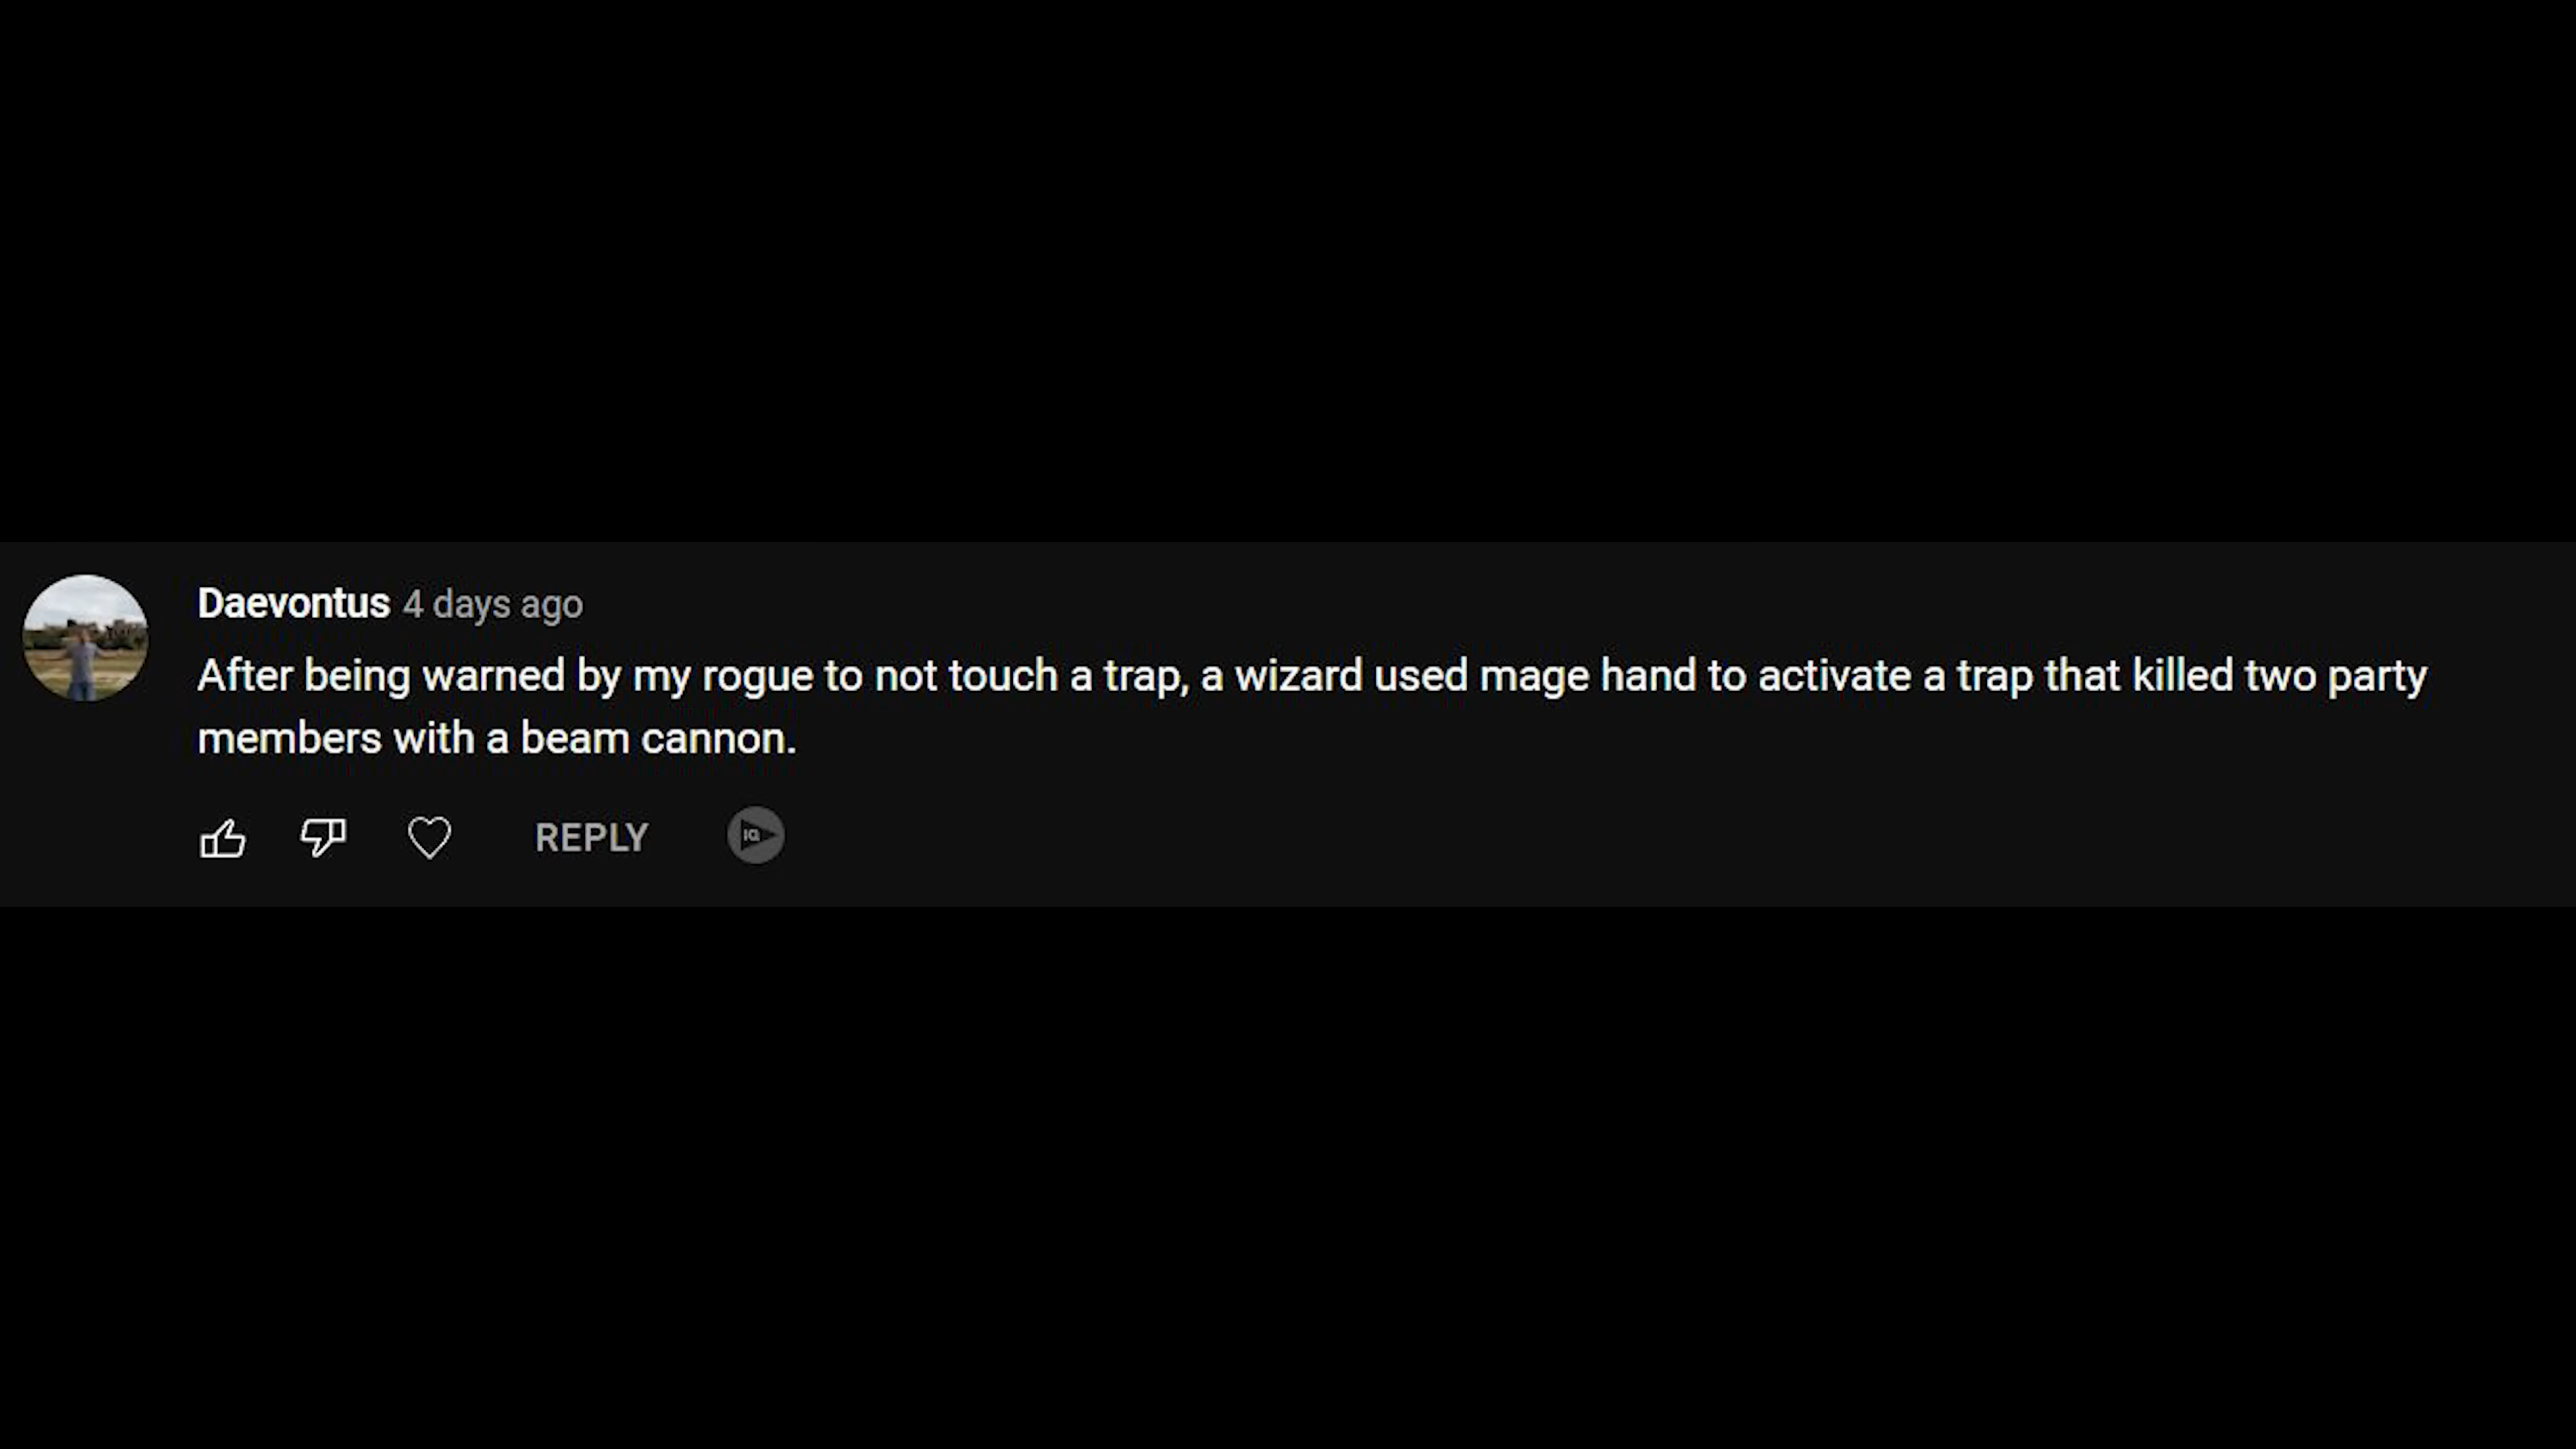 Daevontus 4 days ago
After being warned by my rogue to not touch a trap, a wizard used mage hand to activate a trap that killed two party
members with a beam cannon.
REPLY
IQ